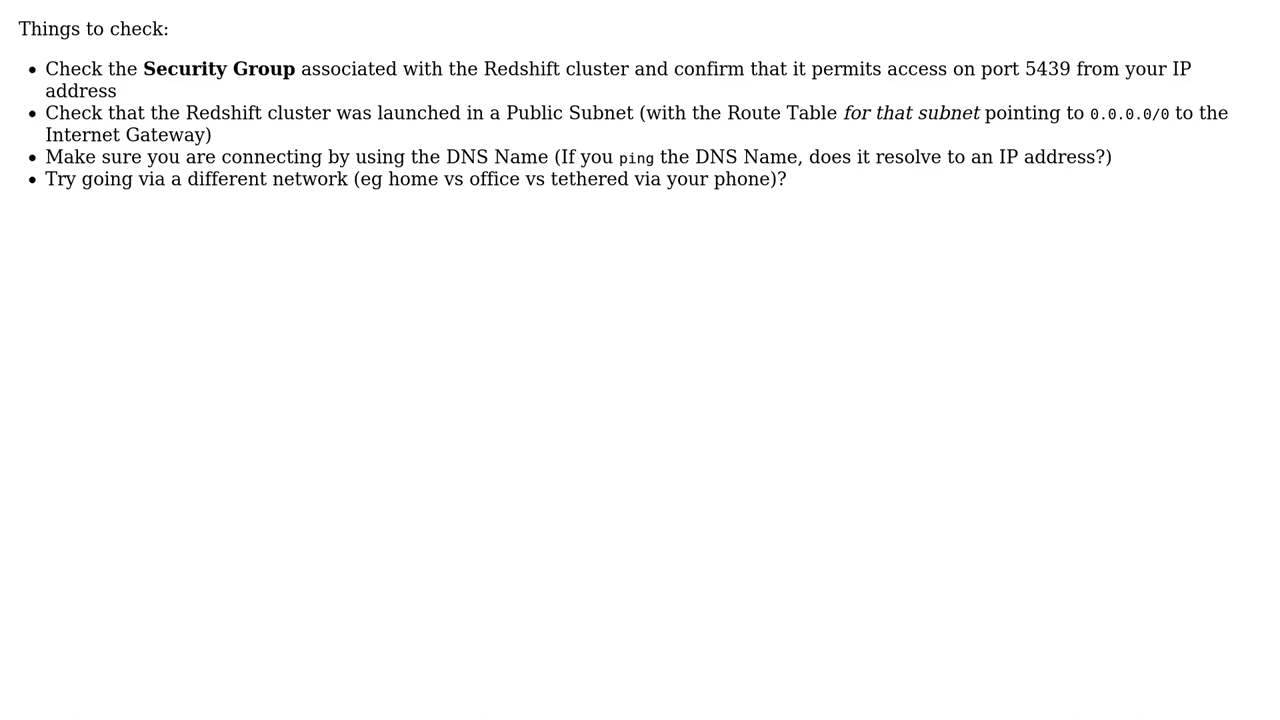 Things to check:
• Check the Security Group associated with the Redshift cluster and confirm that it permits access on port 5439 from your IP
address
• Check that the Redshift cluster was launched in a Public Subnet (with the Route Table for that subnet pointing to 0.0.0.0/0 to the
Internet Gateway)
• Make sure you are connecting by using the DNS Name (If you ping the DNS Name, does it resolve to an IP address?)
• Try going via a different network (eg home vs office vs tethered via your phone)?